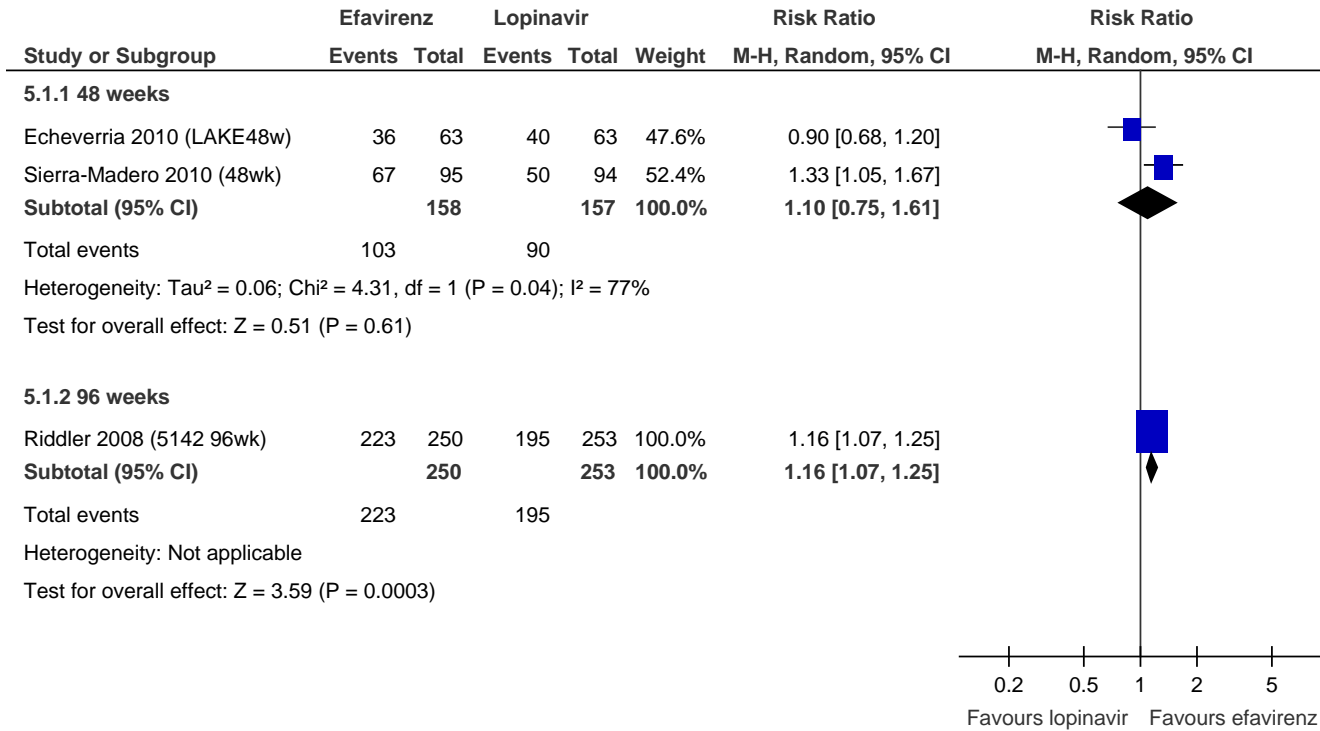 Efavirenz Lopinavir Risk Ratio Risk Ratio
Study or Subgroup Events Total Events Total Weight M-H, Random, 95% CI M-H, Random, 95% CI
5.1.1 48 weeks
Echeverria 2010 (LAKE48w) 36 63 40 63 47.6% 0.90 [0.68, 1.20]
Sierra-Madero 2010 (48wk) 67 95 50 94 52.4% 1.33 [1.05, 1.67]
Subtotal (95% CI) 158 157 100.0% 1.10 [0.75, 1.61]
Total events 103 90
Heterogeneity: Tau² = 0.06; Chi² = 4.31, df = 1 (P = 0.04); I² = 77%
Test for overall effect: Z = 0.51 (P = 0.61)
5.1.2 96 weeks
Riddler 2008 (5142 96wk) 223 250 195 253 100.0% 1.16 [1.07, 1.25]
Subtotal (95% CI) 250 253 100.0% 1.16 [1.07, 1.25]
Total events 223 195
Heterogeneity: Not applicable
Test for overall effect: Z = 3.59 (P = 0.0003)
0.2 0.5 1 2 5
Favours lopinavir Favours efavirenz